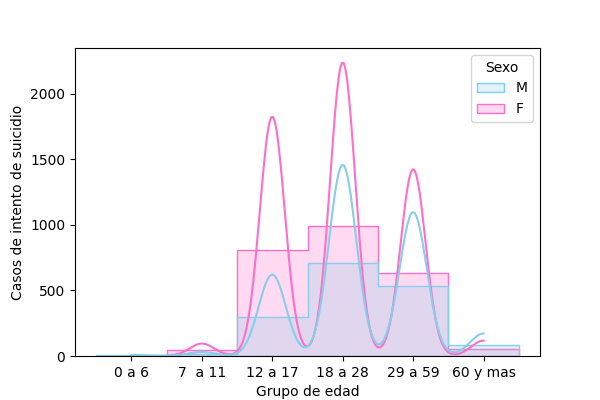 Casos de intento de suicidio
2000
1500
1000
500
0
Sexo
M
F
0 a 6
7  a 11
12 a 17
18 a 28
29 a 59
60 y mas
Grupo de edad